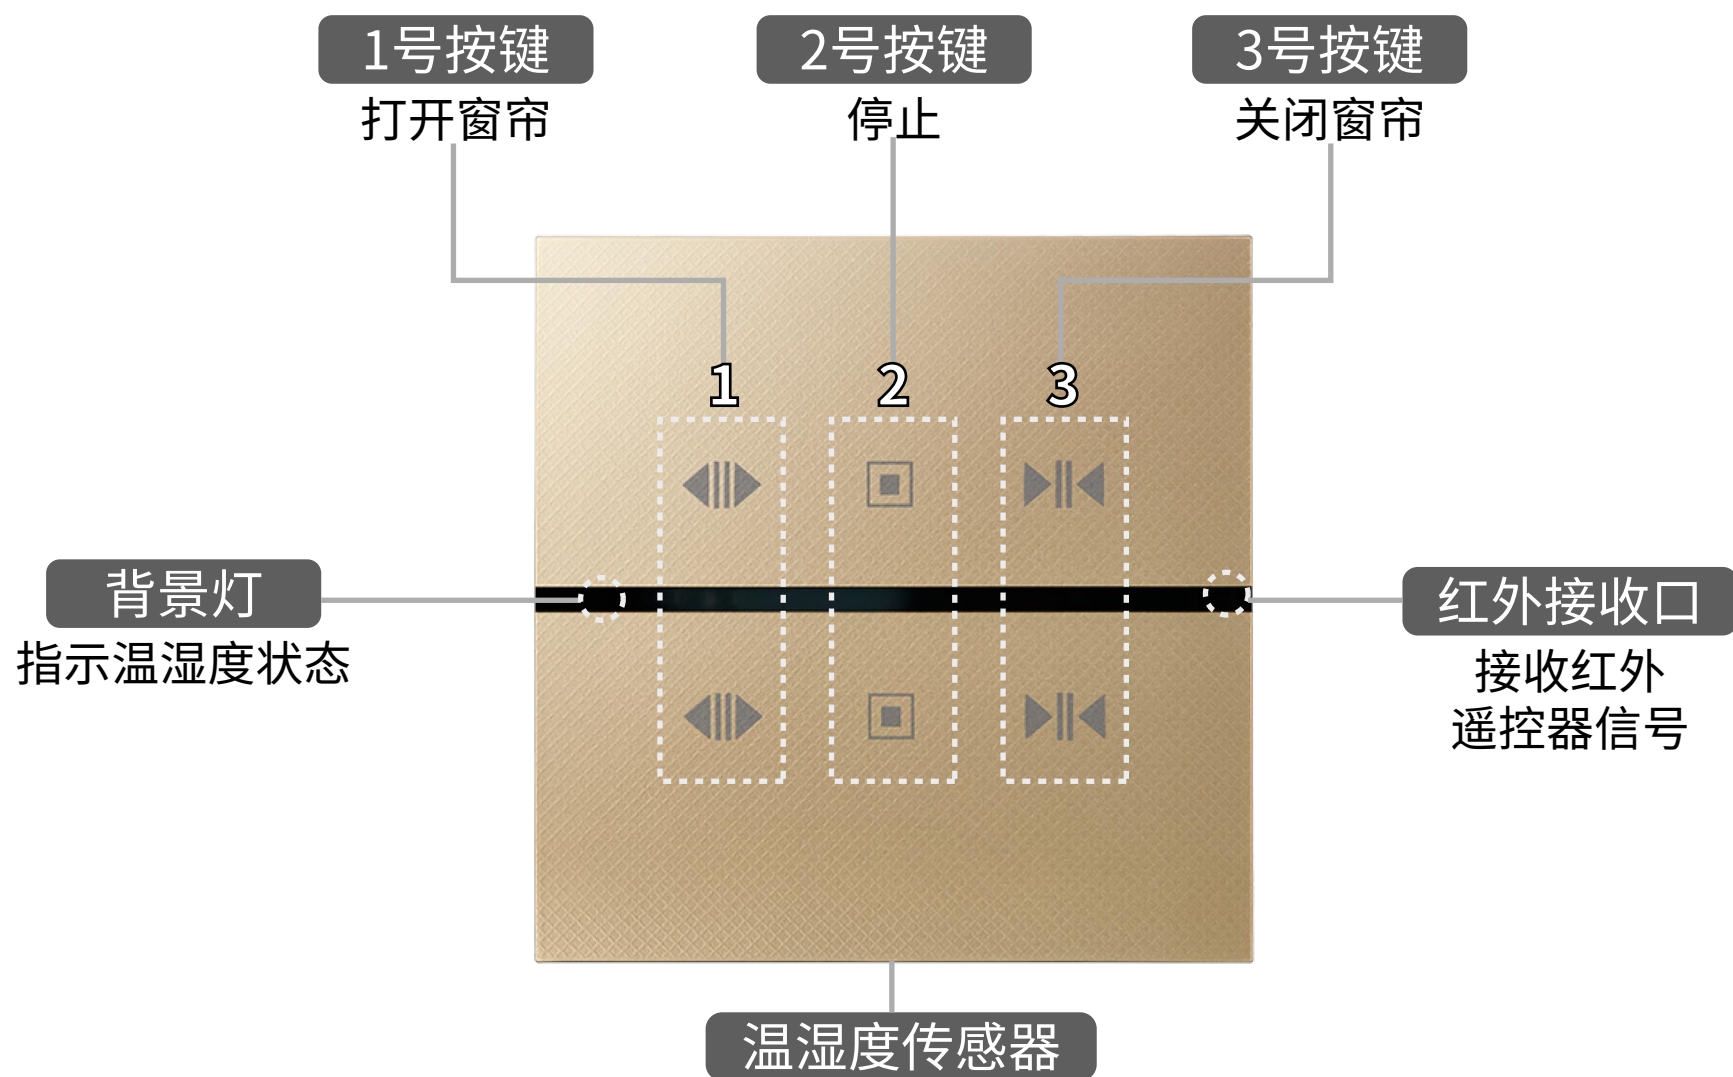 1号按键
打开窗帘
2号按键
停止
3号按键
关闭窗帘
1
2
3
背景灯
指示温湿度状态
红外接收口
接收红外
遥控器信号
温湿度传感器